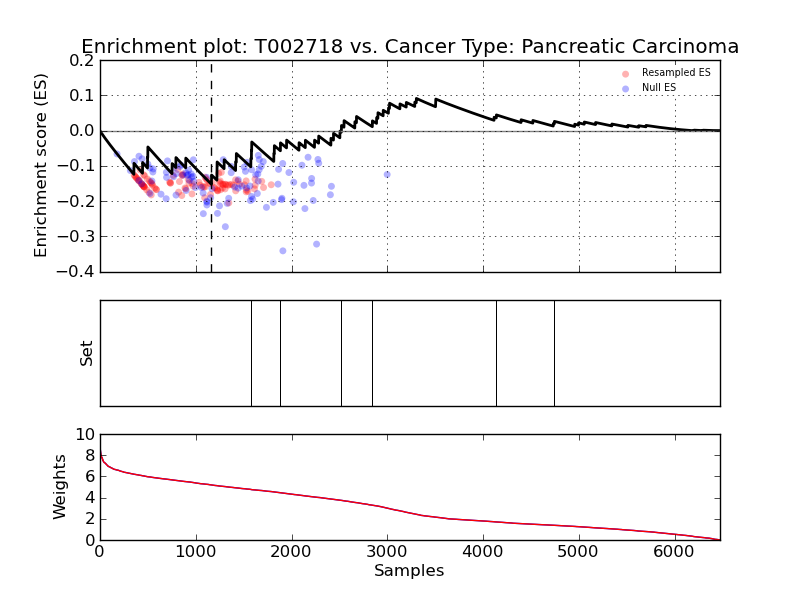 Enrichment plot: T002718 vs. Cancer Type: Pancreatic Carcinoma
0.2
0.1
0.0
−0.1
−0.2
−0.3
−0.4
Enrichment score (ES)
Resampled ES
Null ES
Set
10
8
6
4
2
0
Weights
0 1000 2000 3000 4000 5000 6000
Samples